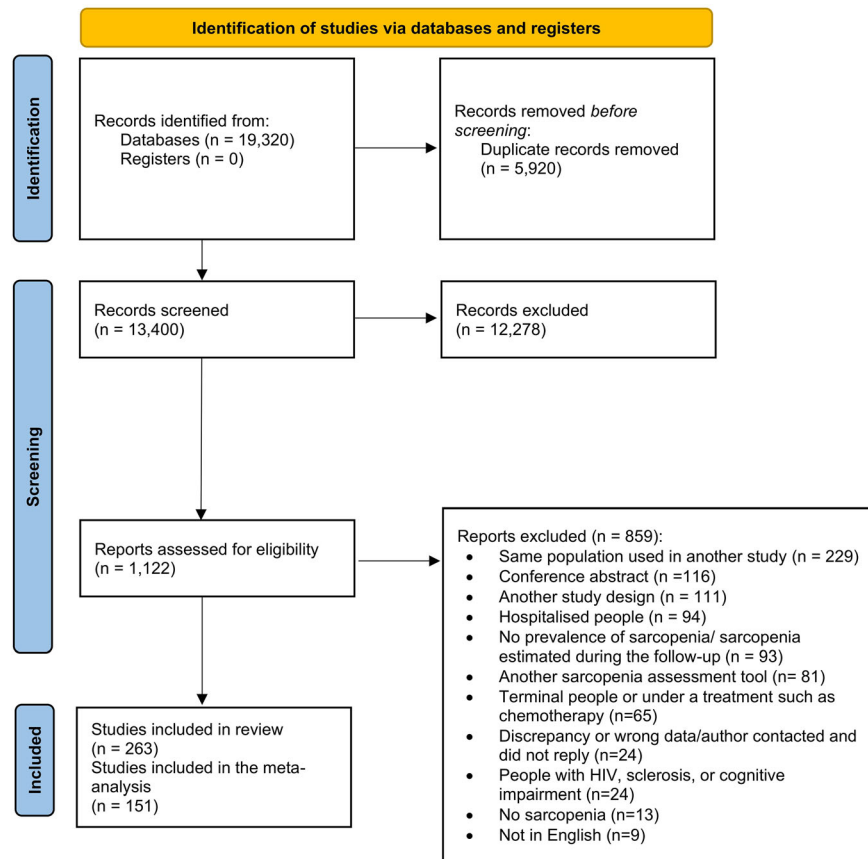 Identification of studies via databases and registers
Identification
Records identified from:
Databases (n = 19,320)
Registers (n = 0)
Records removed before
screening:
Duplicate records removed
(n = 5,920)
Screening
Records screened
(n = 13,400)
Records excluded
(n = 12,278)
Reports assessed for eligibility
(n = 1,122)
Reports excluded (n = 859):
• Same population used in another study (n = 229)
• Conference abstract (n =116)
• Another study design (n = 111)
• Hospitalised people (n = 94)
• No prevalence of sarcopenia/ sarcopenia
estimated during the follow-up (n = 93)
• Another sarcopenia assessment tool (n= 81)
• Terminal people or under a treatment such as
chemotherapy (n=65)
• Discrepancy or wrong data/author contacted and
did not reply (n=24)
• People with HIV, sclerosis, or cognitive
impairment (n=24)
• No sarcopenia (n=13)
• Not in English (n=9)
Included
Studies included in review
(n = 263)
Studies included in the meta-
analysis
(n = 151)